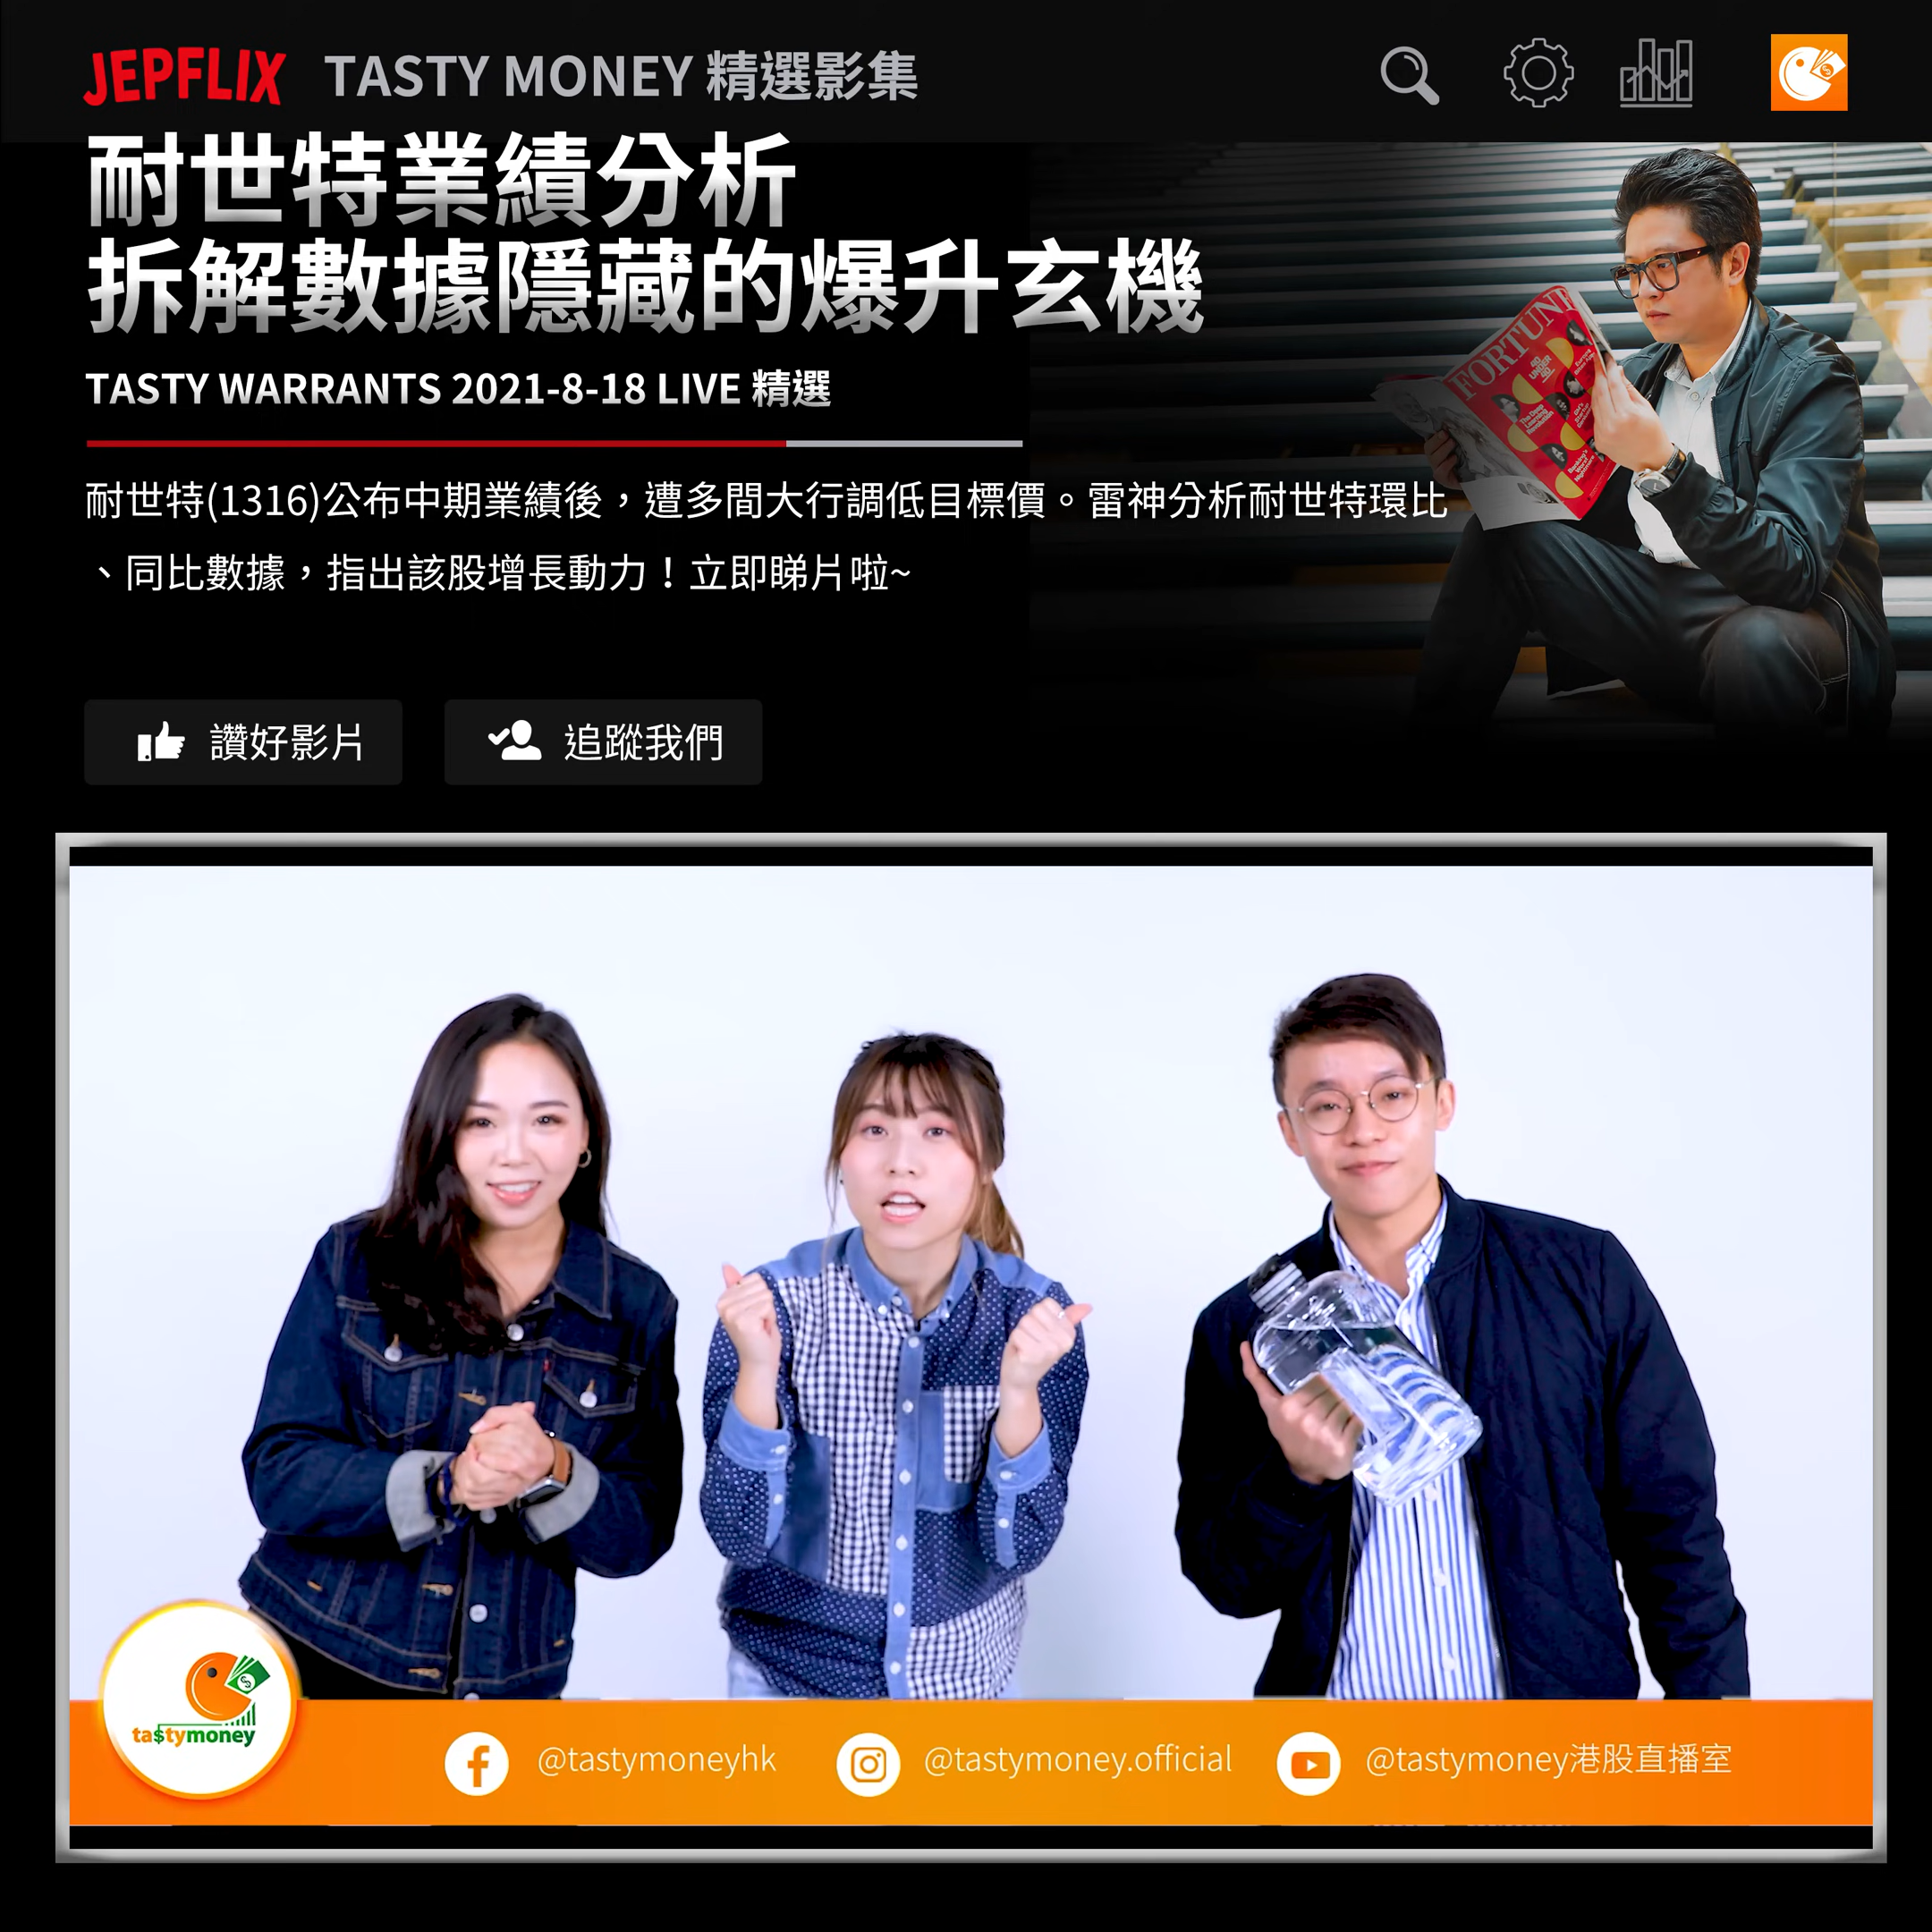 JEPFLIX TASTY MONEY 精選影集
耐世特業績分析
拆解數據隱藏的爆升玄機
TASTY WARRANTS 2021-8-18 LIVE 精選
耐世特(1316)公布中期業績後，遭多間大行調低目標價。雷神分析耐世特環比
、同比數據，指出該股增長動力！立即睇片啦~
FORTUNE
40
UNDER
40
讚好影片
追蹤我們
ta$tymoney
@tastymoneyhk
@tastymoney.official
@tastymoney港股直播室